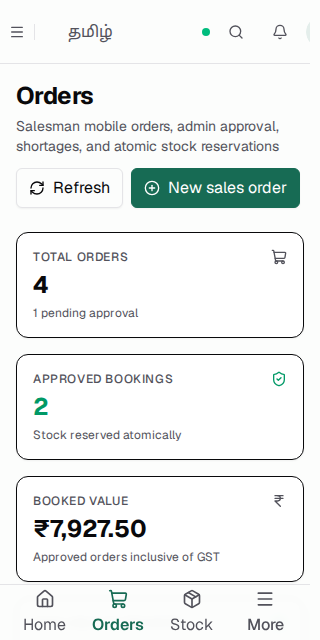 தமிழ்
Orders
Salesman mobile orders, admin approval,
shortages, and atomic stock reservations
Refresh
New sales order
TOTAL ORDERS
4
1 pending approval
APPROVED BOOKINGS
2
Stock reserved atomically
BOOKED VALUE
₹
₹7,927.50
Approved orders inclusive of GST
Home Orders Stock More